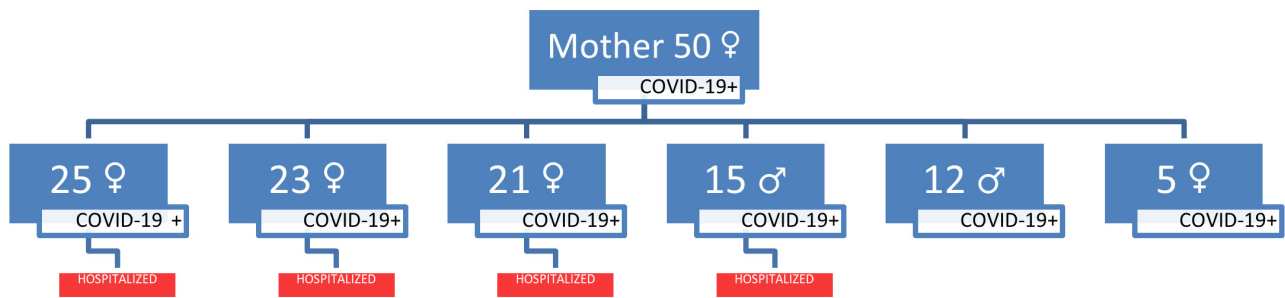 Mother 50 ♀
COVID-19+
25 ♀
23 ♀
21 ♀
15 ♂
12 ♂
5 ♀
COVID-19 +
COVID-19+
COVID-19+
COVID-19+
COVID-19+
COVID-19+
HOSPITALIZED
HOSPITALIZED
HOSPITALIZED
HOSPITALIZED